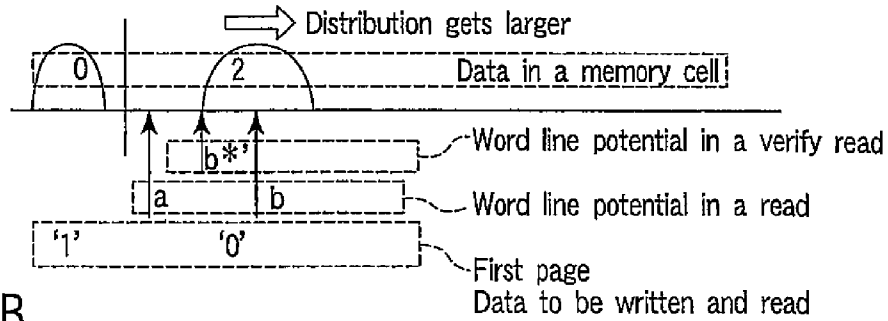 Distribution gets larger
0 2 Data in a memory cell
b*' Word line potential in a verify read
a b Word line potential in a read
'1' '0'
First page
Data to be written and read
B